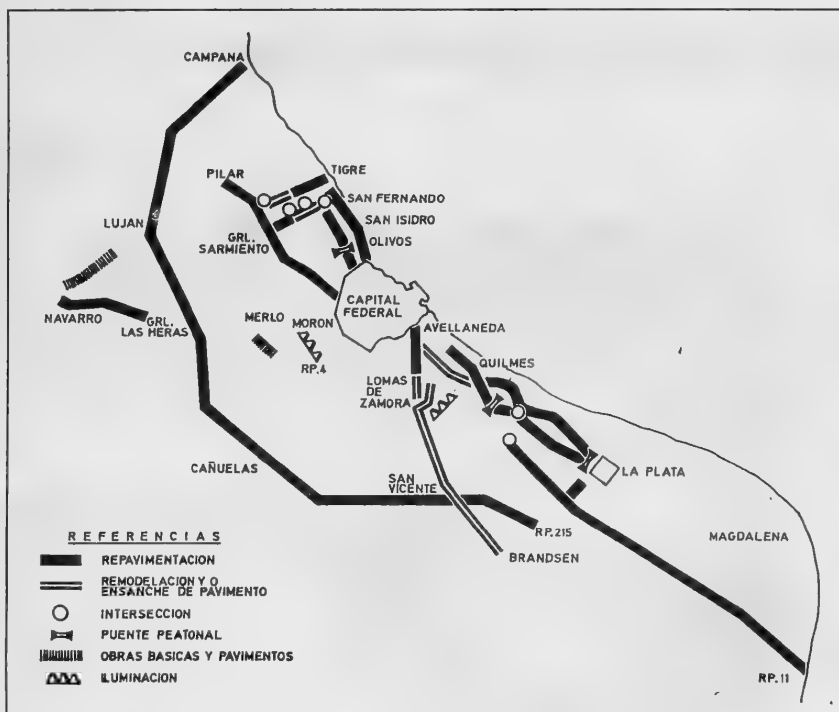 CAMPANA
PILAR
TIGRE
SAN FERNANDO
SAN ISIDRO
OLIVOS
LUJAN
GRL.
SARMIENTO
CAPITAL
FEDERAL
NAVARRO
GRL.
LAS HERAS
MERLO
MORON
RP.4
AVELLANEDA
QUILMES
LOMAS
DE
ZAMORA
CAÑUELAS
SAN
VICENTE
LA PLATA
RP.215
BRANDSEN
MAGDALENA
RP.11
REFERENCIAS
REPAVIMENTACION
REMODELACION Y O
ENSANCHE DE PAVIMENTO
INTERSECCION
PUENTE PEATONAL
OBRAS BASICAS Y PAVIMENTOS
ILUMINACION